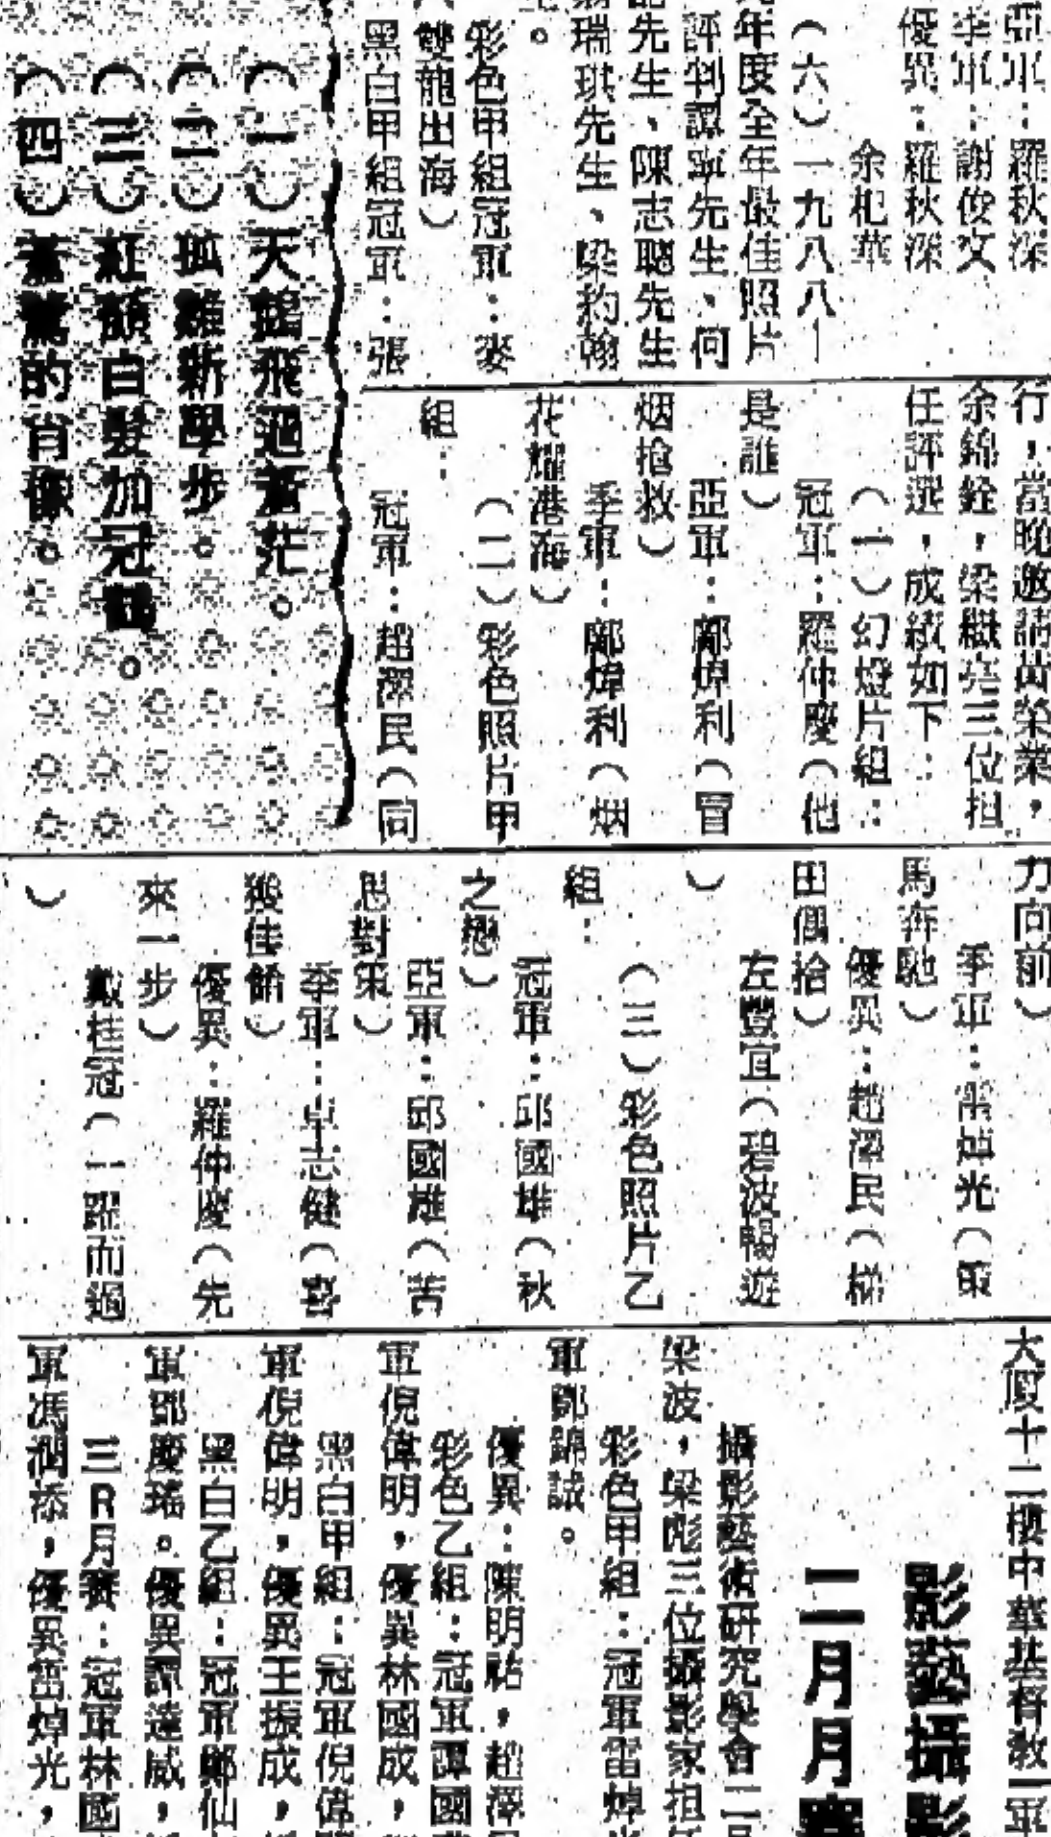 亞軍：羅秋深
季軍：謝俊文
優異：羅秋深
余杞華
（六）一九八八—
年度全年最佳照片
評判譚寧先生、何
先生、陳志聰先生
瑞琪先生、梁約翰
。
彩色甲組冠軍：麥
雙龍出海）
黑白甲組冠軍：張
（一）天鵝飛過蒼茫。
（二）孤雛新學步。
（三）紅顏白髮加冠
（四）的肖像。
行，當晚邀請黃榮業，
余錦銓，梁繼堯三位担
任評選，成績如下：
（一）幻燈片組：
冠軍：羅仲慶（他
是誰）
亞軍：鄺焯利（冒
烟搶救）
季軍：鄺焯利（烟
花耀港海）
（二）彩色照片甲
組：
冠軍：趙澤民（同
力向前）
季軍：焯光（策
馬奔馳）
優異：趙澤民（梯
田偶拾）
左豐宜（碧波暢遊
）
（三）彩色照片乙
組：
冠軍：邱國雄（秋
之戀）
亞軍：邱國雄（苦
思對策）
季軍：卓志健（喜
獲佳餚）
優異：羅仲慶（先
來一步）
戴桂冠（一躍而過
）
大厦十二樓中華基督教
影藝攝影
二月月賽
攝影藝術研究學會二月
梁波，梁彪三位攝影家担任
彩色甲組：冠軍雷焯光
軍鄧錦誠。
優異：陳明祐，趙澤民
彩色乙組：冠軍譚國
軍倪偉明，優異林國成，
黑白甲組：冠軍倪偉明
軍倪偉明，優異王振成，
黑白乙組：冠軍鄭仙
軍鄧慶瑤。優異譚達威，
三R月賽：冠軍林國
軍馮潤添，優異雷焯光，